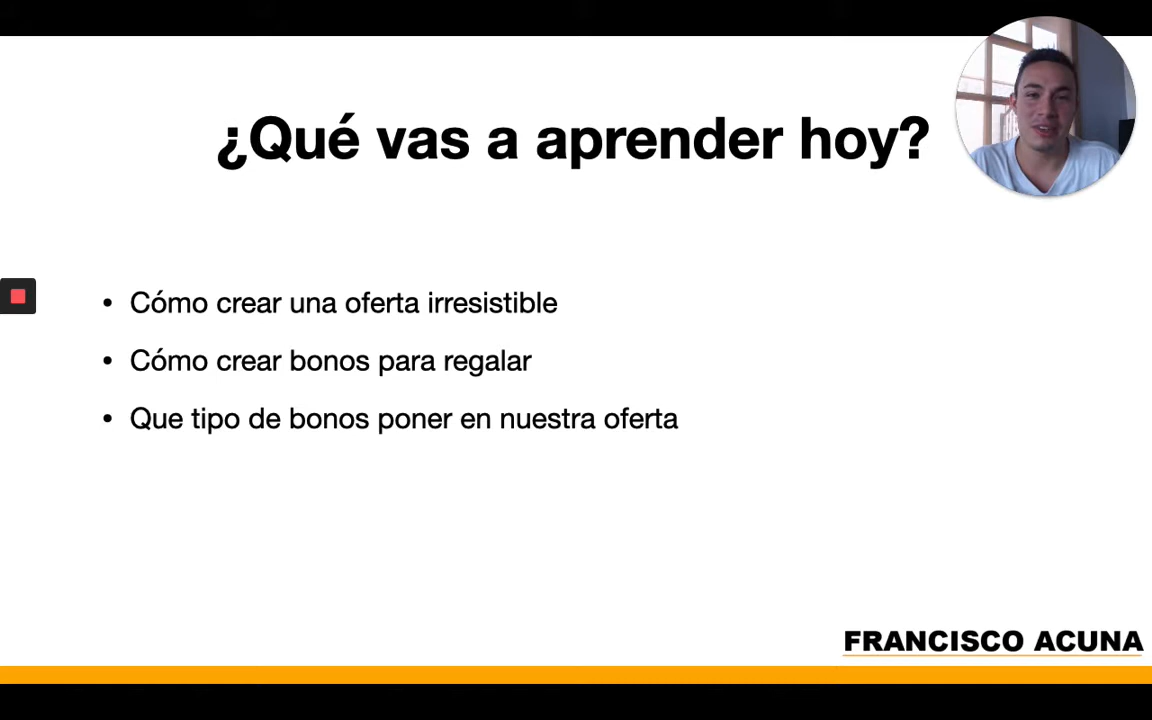 ¿Qué vas a aprender hoy?
• Cómo crear una oferta irresistible
• Cómo crear bonos para regalar
• Que tipo de bonos poner en nuestra oferta
FRANCISCO ACUNA